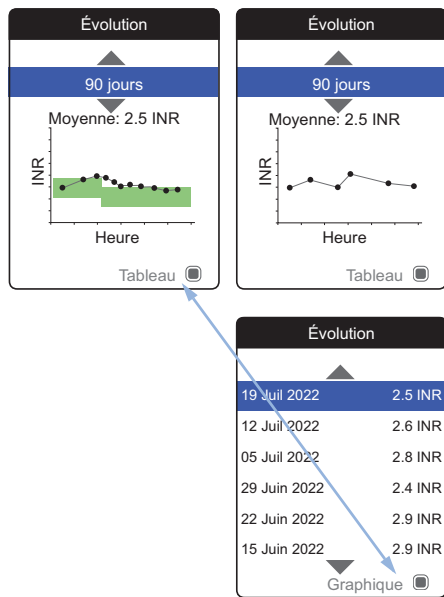 Évolution
90 jours
Moyenne: 2.5 INR
INR
Heure
Tableau
Évolution
90 jours
Moyenne: 2.5 INR
INR
Heure
Tableau
Évolution
19 Juil 2022 2.5 INR
12 Juil 2022 2.6 INR
05 Juil 2022 2.8 INR
29 Juin 2022 2.4 INR
22 Juin 2022 2.9 INR
15 Juin 2022 2.9 INR
Graphique